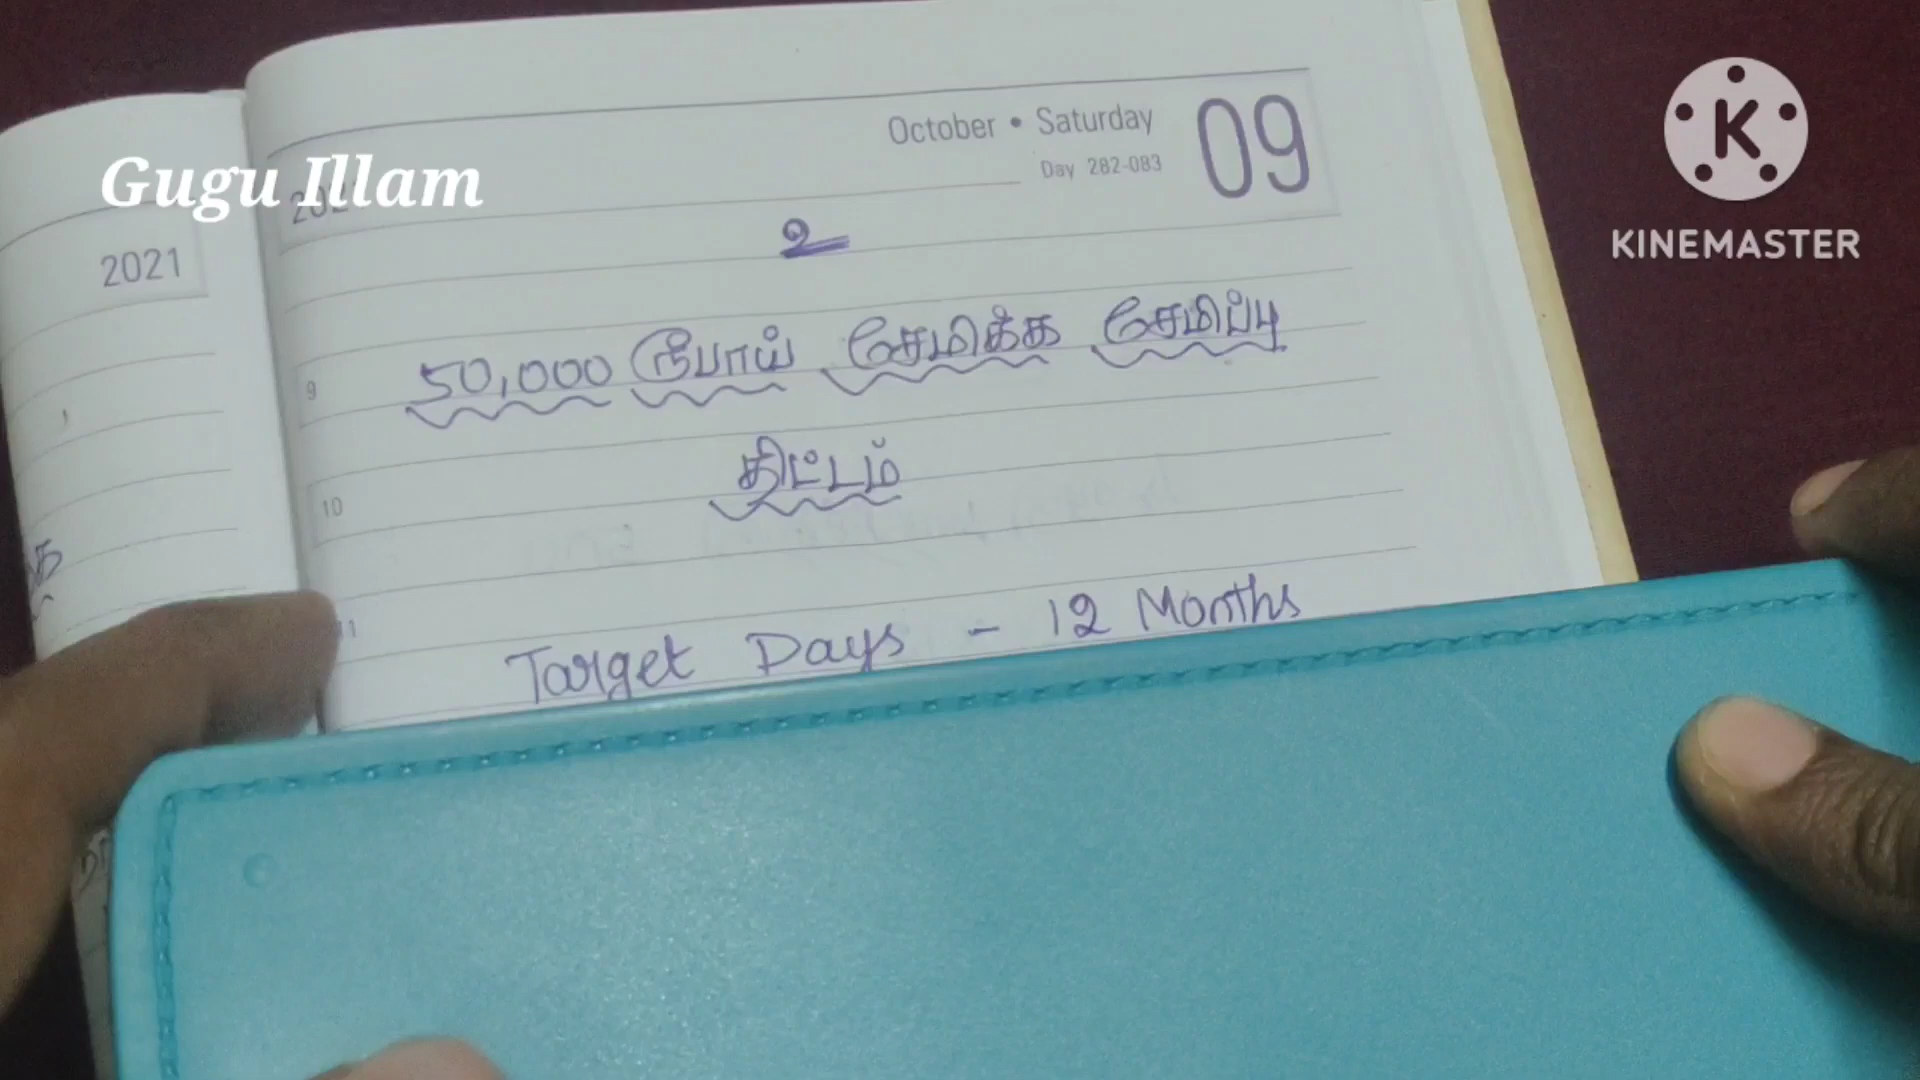 October • Saturday 09
Day 282-083
Gugu Illam
2021
உ
9
50,000 ரூபாய் சேமிக்க சேமிப்பு
10
திட்டம்
11
Target Days - 12 Months
KINEMASTER